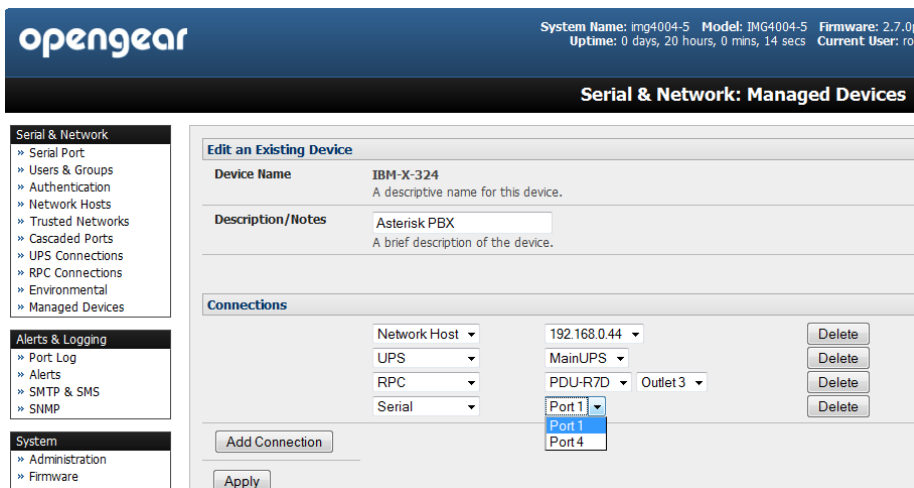 opengear
System Name: img4004-5 Model: IMG4004-5 Firmware: 2.7.0
Uptime: 0 days, 20 hours, 0 mins, 14 secs Current User: ro
Serial & Network: Managed Devices
Serial & Network
» Serial Port
» Users & Groups
» Authentication
» Network Hosts
» Trusted Networks
» Cascaded Ports
» UPS Connections
» RPC Connections
» Environmental
» Managed Devices
Alerts & Logging
» Port Log
» Alerts
» SMTP & SMS
» SNMP
System
» Administration
» Firmware
Edit an Existing Device
Device Name IBM-X-324
A descriptive name for this device.
Description/Notes Asterisk PBX
A brief description of the device.
Connections
Network Host 192.168.0.44 Delete
UPS MainUPS Delete
RPC PDU-R7D Outlet 3 Delete
Serial Port 1 Delete
Port 1
Port 4
Add Connection
Apply